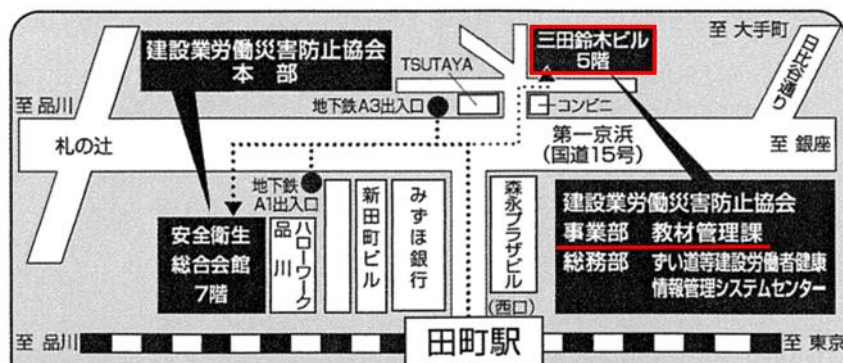 建設業労働災害防止協会
本部
三田鈴木ビル
5階
至 大手町
日比谷通り
TSUTAYA
至 品川
地下鉄A3出入口
コンビニ
札の辻
第一京浜
(国道15号)
至 銀座
地下鉄
A1出入口
安全衛生
総合会館
7階
ハローワーク
品川
新田町ビル
みずほ銀行
森永プラザビル
(西口)
建設業労働災害防止協会
事業部 教材管理課
総務部 ずい道等建設労働者健康
情報管理システムセンター
至 品川
田町駅
至 東京